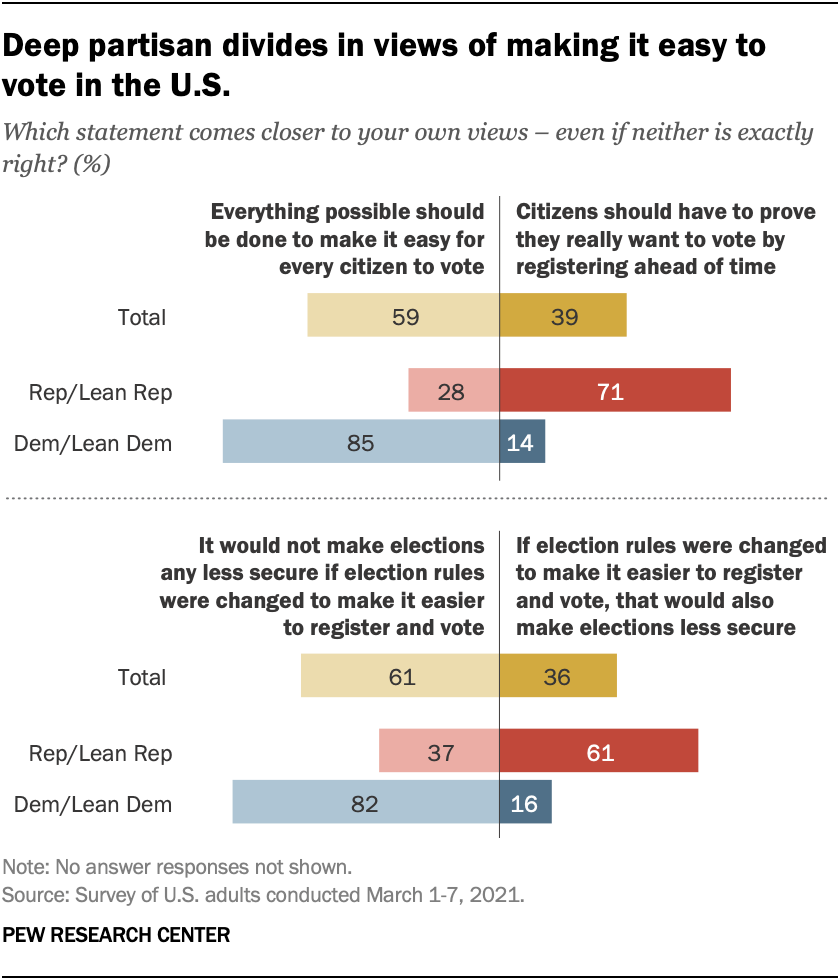 Deep partisan divides in views of making it easy to
vote in the U.S.
Which statement comes closer to your own views – even if neither is exactly
right? (%)
Everything possible should
be done to make it easy for
every citizen to vote
Citizens should have to prove
they really want to vote by
registering ahead of time
Total 59 39
Rep/Lean Rep 28 71
Dem/Lean Dem 85 14
It would not make elections
any less secure if election rules
were changed to make it easier
to register and vote
If election rules were changed
to make it easier to register
and vote, that would also
make elections less secure
Total 61 36
Rep/Lean Rep 37 61
Dem/Lean Dem 82 16
Note: No answer responses not shown.
Source: Survey of U.S. adults conducted March 1-7, 2021.
PEW RESEARCH CENTER